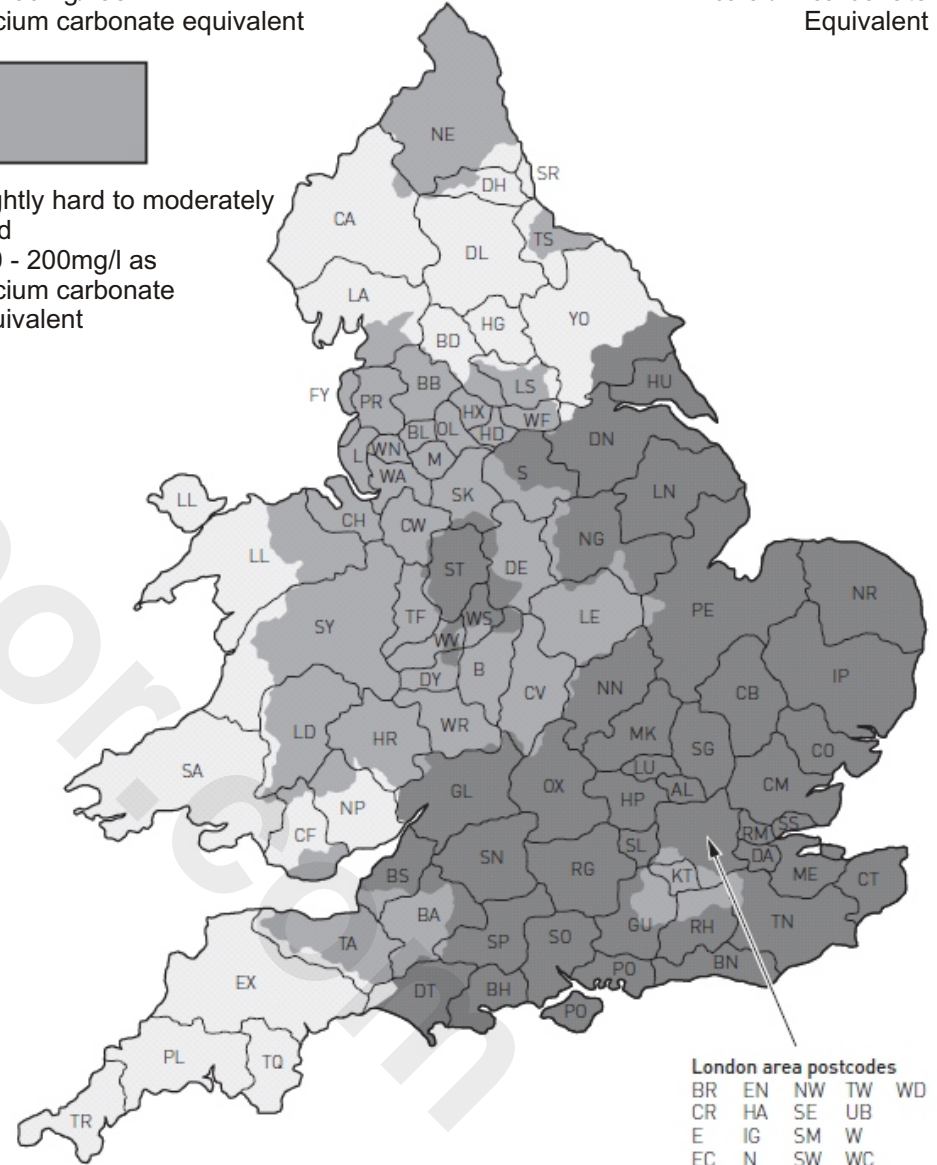 cium carbonate equivalent
Equivalent
htly hard to moderately
d
- 200mg/l as
cium carbonate
uivalent
NE
SR
DH
CA
TS
DL
LA
YO
HG
BD
HU
LS
BB
FY
PR
HX
WF
BL
OL
HD
DN
WN
L
M
S
WA
LN
SK
LL
CH
CW
NG
LL
ST
DE
NR
PE
TF
WS
LE
SY
WV
B
IP
DY
CV
NN
CB
WR
LD
HR
MK
SG
CO
LU
SA
OX
CM
GL
HP
AL
NP
SS
CF
RM
SL
DA
SN
RG
ME
BS
KT
CT
BA
TN
GU
RH
TA
SP
SO
PO
BN
EX
DT
BH
PO
PL
TQ
TR
London area postcodes
BR EN NW TW WD
CR HA SE UB
E IG SM W
EC N SW WC
or.com